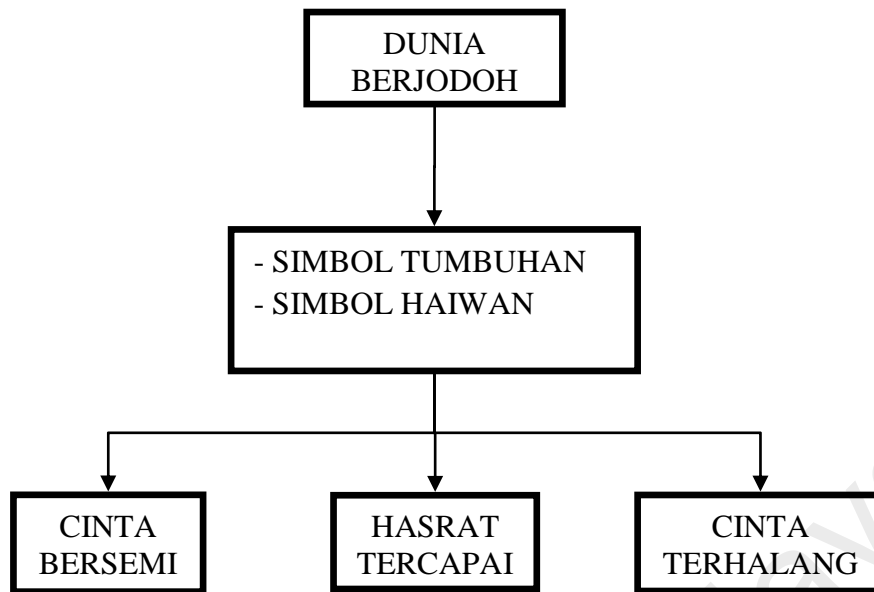 DUNIA
BERJODOH
- SIMBOL TUMBUHAN
- SIMBOL HAIWAN
CINTA
BERSEMI
HASRAT
TERCAPAI
CINTA
TERHALANG